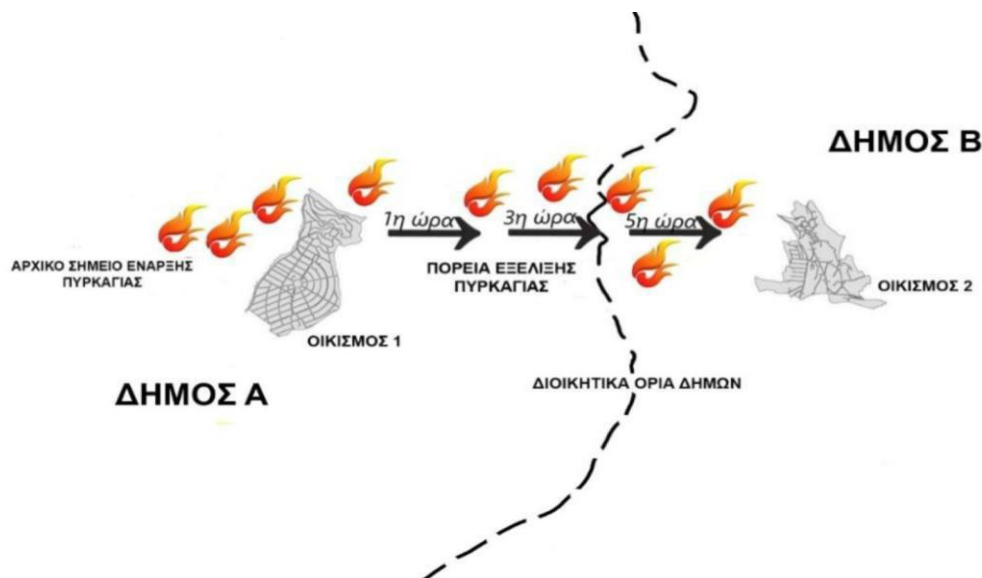 ΔΗΜΟΣ Β
1η ώρα
3η ώρα
5η ώρα
ΑΡΧΙΚΟ ΣΗΜΕΙΟ ΕΝΑΡΞΗΣ
ΠΥΡΚΑΓΙΑΣ
ΠΟΡΕΙΑ ΕΞΕΛΙΞΗΣ
ΠΥΡΚΑΓΙΑΣ
ΟΙΚΙΣΜΟΣ 2
ΟΙΚΙΣΜΟΣ 1
ΔΙΟΙΚΗΤΙΚΑ ΟΡΙΑ ΔΗΜΩΝ
ΔΗΜΟΣ Α